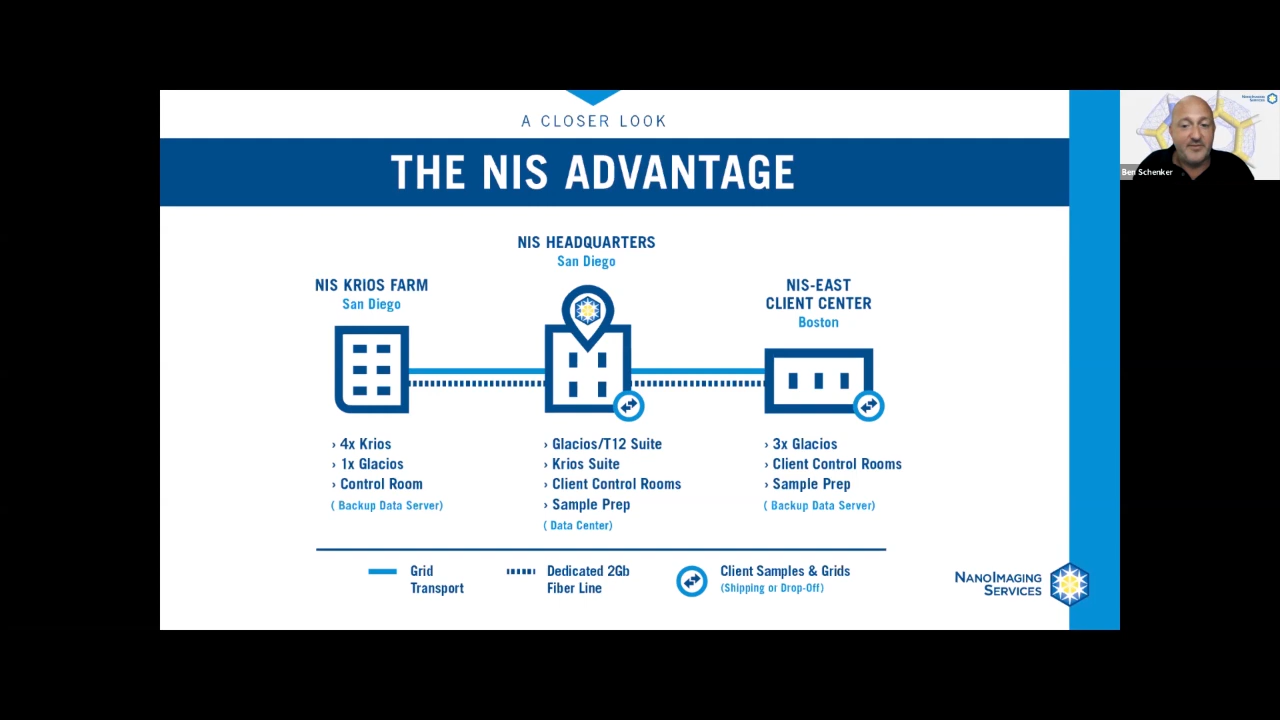 A CLOSER LOOK
THE NIS ADVANTAGE
NIS HEADQUARTERS
San Diego
NIS KRIOS FARM
San Diego
NIS-EAST
CLIENT CENTER
Boston
› 4x Krios
› 1x Glacios
› Control Room
( Backup Data Server)
› Glacios/T12 Suite
› Krios Suite
› Client Control Rooms
› Sample Prep
( Data Center)
› 3x Glacios
› Client Control Rooms
› Sample Prep
( Backup Data Server)
Grid
Transport
Dedicated 2Gb
Fiber Line
Client Samples & Grids
(Shipping or Drop-Off)
NANOIMAGING
SERVICES
NANOIMAGING
SERVICES
Ben Schenker